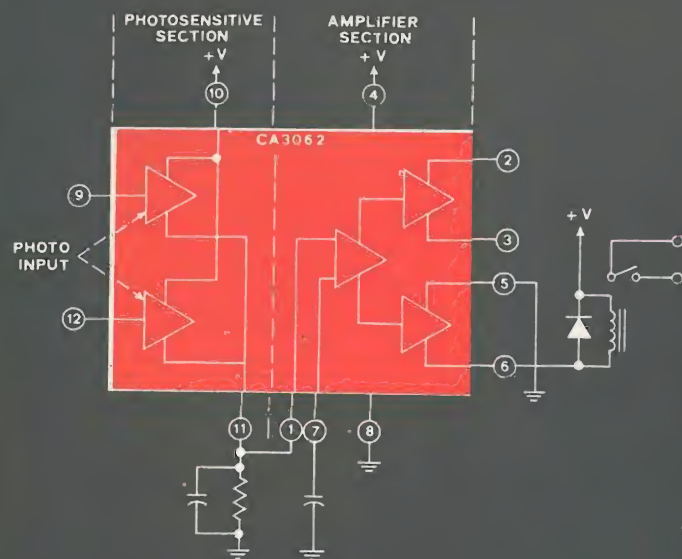 PHOTOSENSITIVE
SECTION
+V
AMPLIFIER
SECTION
+V
10
4
CA3062
9
2
3
PHOTO
INPUT
+V
5
12
6
11
1
7
8